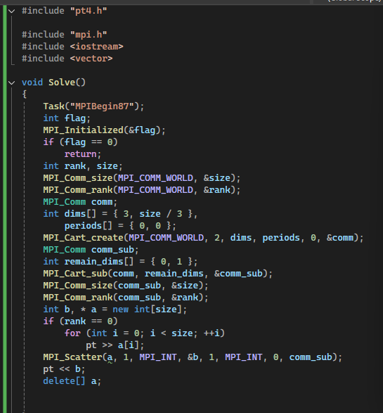 #include "pt4.h"
#include "mpi.h"
#include <iostream>
#include <vector>
void Solve()
{
Task("MPIBegin87");
int flag;
MPI_Initialized(&flag);
if (flag == 0)
return;
int rank, size;
MPI_Comm_size(MPI_COMM_WORLD, &size);
MPI_Comm_rank(MPI_COMM_WORLD, &rank);
MPI_Comm comm;
int dims[] = { 3, size / 3 },
periods[] = { 0, 0 };
MPI_Cart_create(MPI_COMM_WORLD, 2, dims, periods, 0, &comm);
MPI_Comm comm_sub;
int remain_dims[] = { 0, 1 };
MPI_Cart_sub(comm, remain_dims, &comm_sub);
MPI_Comm_size(comm_sub, &size);
MPI_Comm_rank(comm_sub, &rank);
int b, * a = new int[size];
if (rank == 0)
for (int i = 0; i < size; ++i)
pt >> a[i];
MPI_Scatter(a, 1, MPI_INT, &b, 1, MPI_INT, 0, comm_sub);
pt << b;
delete[] a;